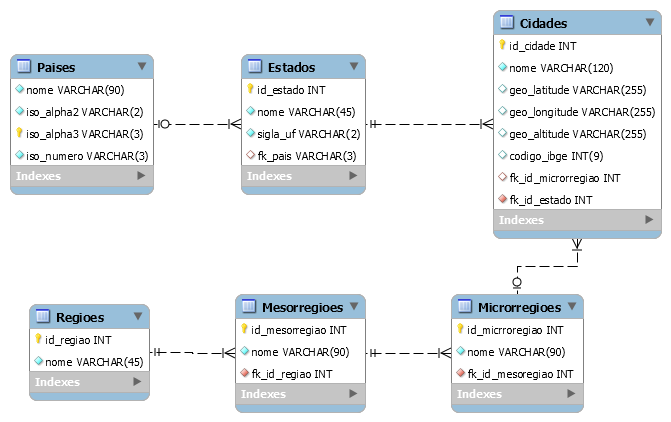 Paises
nome VARCHAR(90)
iso_alpha2 VARCHAR(2)
iso_alpha3 VARCHAR(3)
iso_numero VARCHAR(3)
Indexes
Estados
id_estado INT
nome VARCHAR(45)
sigla_uf VARCHAR(2)
fk_pais VARCHAR(3)
Indexes
Cidades
id_cidade INT
nome VARCHAR(120)
geo_latitude VARCHAR(255)
geo_longitude VARCHAR(255)
geo_altitude VARCHAR(255)
codigo_ibge INT(9)
fk_id_microrregiao INT
fk_id_estado INT
Indexes
Regioes
id_regiao INT
nome VARCHAR(45)
Indexes
Mesorregioes
id_mesorregiao INT
nome VARCHAR(90)
fk_id_regiao INT
Indexes
Microrregioes
id_micrroregiao INT
nome VARCHAR(90)
fk_id_mesoregiao INT
Indexes